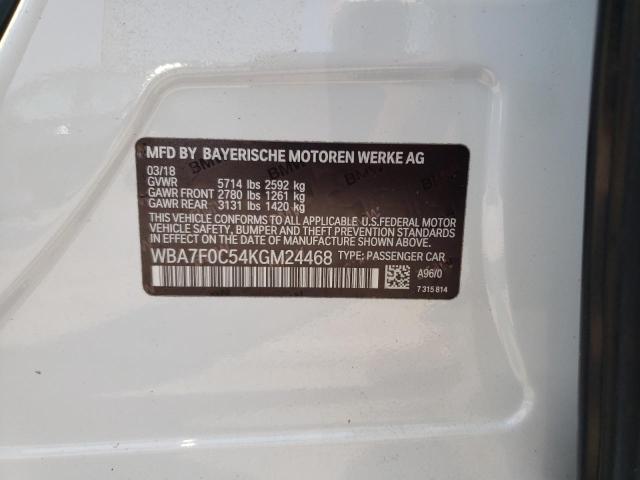 MFD BY BAYERISCHE MOTOREN WERKE AG
03/18
GVWR 5714 lbs 2592 kg
GAWR FRONT 2780 lbs 1261 kg
GAWR REAR 3131 lbs 1420 kg
THIS VEHICLE CONFORMS TO ALL APPLICABLE U.S.FEDERAL MOTOR
VEHICLE SAFETY, BUMPER AND THEFT PREVENTION STANDARDS
IN EFFECT ON THE DATE OF MANUFACTURE SHOWN ABOVE.
WBA7F0C54KGM24468 TYPE: PASSENGER CAR
A96/0
7 315 814